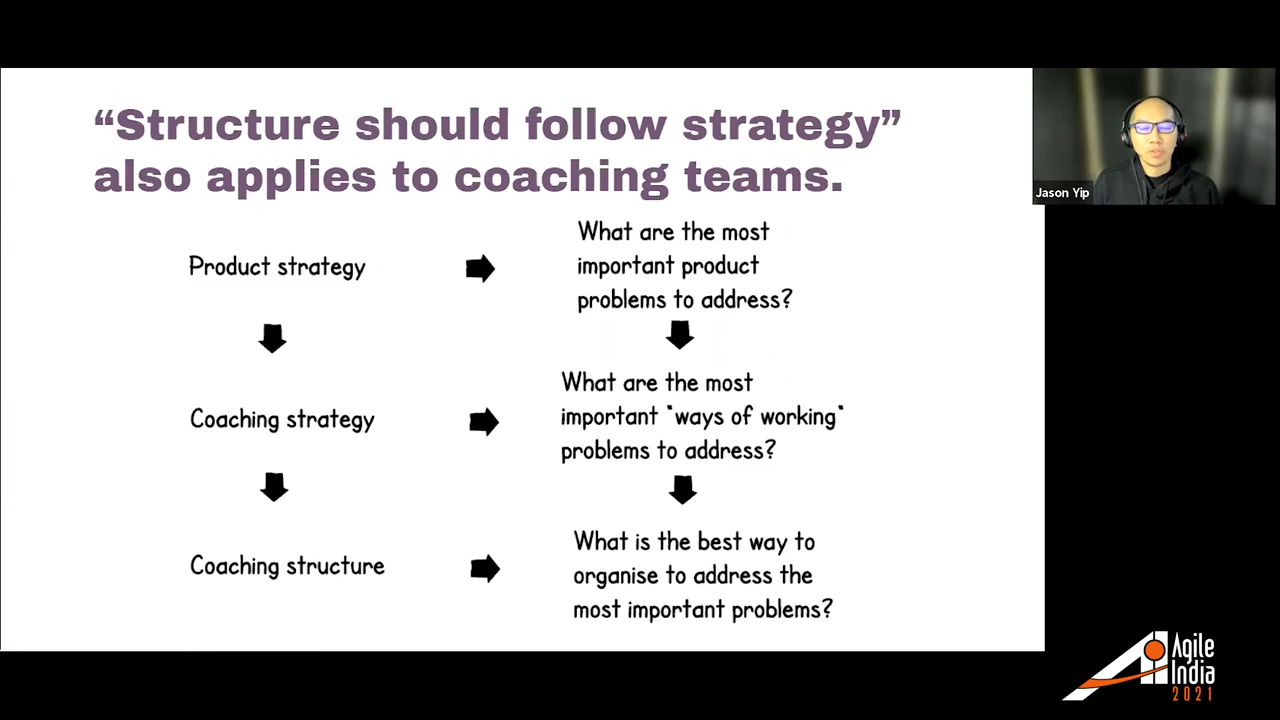 “Structure should follow strategy”
also applies to coaching teams.
Product strategy
What are the most
important product
problems to address?
Coaching strategy
What are the most
important "ways of working"
problems to address?
Coaching structure
What is the best way to
organise to address the
most important problems?
Jason Yip
Agile
India
2021